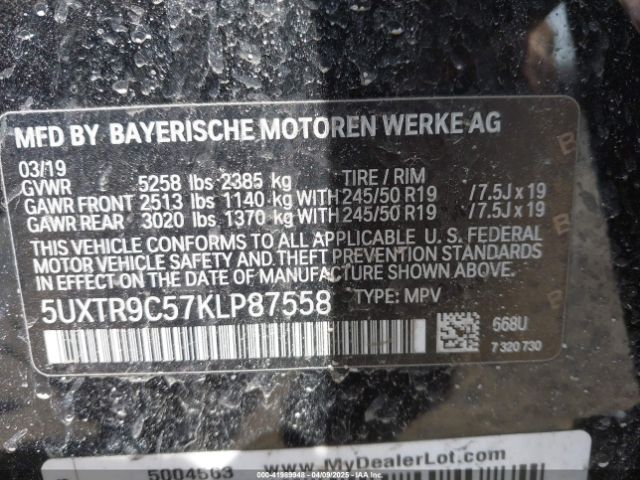 MFD BY BAYERISCHE MOTOREN WERKE AG
03/19
GVWR 5258 lbs 2385 kg TIRE / RIM
GAWR FRONT 2513 lbs 1140 kg WITH 245/50 R19 /7.5J x 19
GAWR REAR 3020 lbs 1370 kg WITH 245/50 R19 /7.5J x 19
THIS VEHICLE CONFORMS TO ALL APPLICABLE U. S. FEDERAL
MOTOR VEHICLE SAFETY AND THEFT PREVENTION STANDARDS
IN EFFECT ON THE DATE OF MANUFACTURE SHOWN ABOVE.
5UXTR9C57KLP87558 TYPE: MPV
668U
7 320 730
5004563 www.MyDealerLot.com
000-41989948 - 04/09/2025 - IAAI Inc.